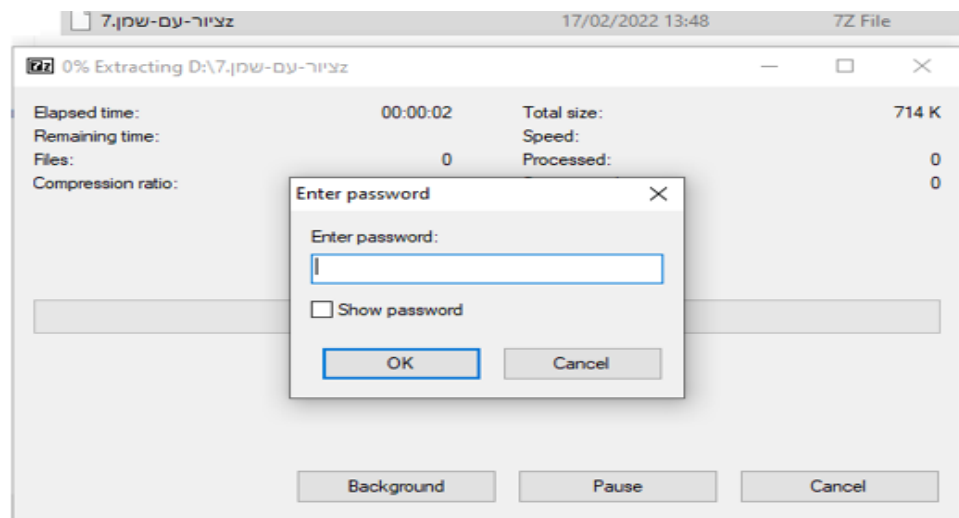 ציור-עם-שמן.7z 17/02/2022 13:48 7Z File
7z 0% Extracting D:\ציור-עם-שמן.7z
Elapsed time: 00:00:02 Total size: 714 K
Remaining time: Speed:
Files: 0 Processed: 0
Compression ratio: 0
Enter password
Enter password:
Show password
OK Cancel
Background Pause Cancel